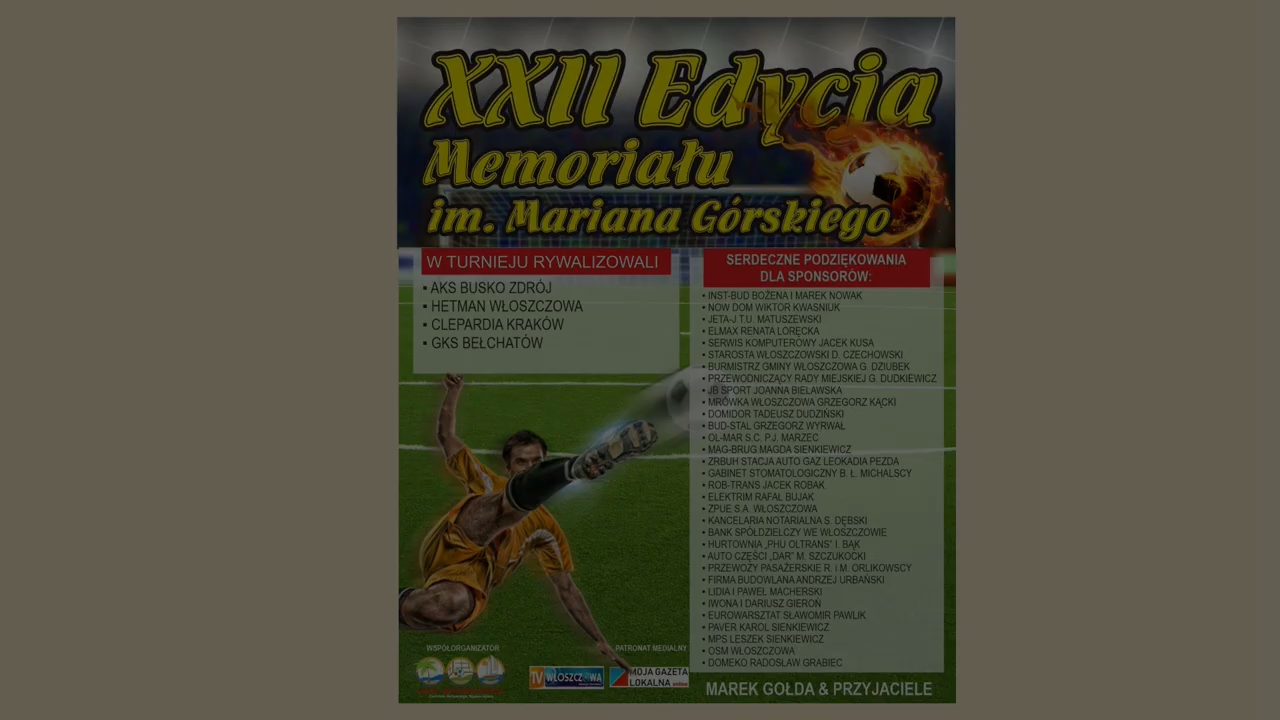 XXII Edycja
Memoriału
im. Mariana Górskiego
W TURNIEJU RYWALIZOWALI
▪ AKS BUSKO ZDRÓJ
▪ HETMAN WŁOSZCZOWA
▪ CLEPARDIA KRAKÓW
▪ GKS BEŁCHATÓW
SERDECZNE PODZIĘKOWANIA
DLA SPONSORÓW:
• INST-BUD BOŻENA I MAREK NOWAK
• NOW DOM WIKTOR KWAŚNIUK
• JETA-J.T.U. MATUSZEWSKI
• ELMAX RENATA LORĘCKA
• SERWIS KOMPUTERÓWY JACEK KUSA
• STAROSTA WŁOSZCZOWSKI D. CZECHOWSKI
• BURMISTRZ GMINY WŁOSZCZOWA G. DZIUBEK
• PRZEWODNICZĄCY RADY MIEJSKIEJ G. DUDKIEWICZ
• JB SPORT JOANNA BIELAWSKA
• MRÓWKA WŁOSZCZOWA GRZEGORZ KĄCKI
• DOMIDOR TADEUSZ DUDZIŃSKI
• BUD-STAL GRZEGORZ WYRWAŁ
• OL-MAR S.C. P.J. MARZEC
• MAG-BRUG MAGDA SIENKIEWICZ
• ZRBUH STACJA AUTO GAZ LEOKADIA PEZDA
• GABINET STOMATOLOGICZNY B. Ł. MICHALSCY
• ROB-TRANS JACEK ROBAK
• ELEKTRIM RAFAŁ BUJAK
• ZPUE S.A. WŁOSZCZOWA
• KANCELARIA NOTARIALNA S. DĘBSKI
• BANK SPÓŁDZIELCZY WE WŁOSZCZOWIE
• HURTOWNIA „PHU OLTRANS” I. BĄK
• AUTO CZĘŚCI „DAR” M. SZCZUKOCKI
• PRZEWOŻY PASAŻERSKIE R. i M. ORLIKOWSCY
• FIRMA BUDOWLANA ANDRZEJ URBAŃSKI
• LIDIA I PAWEŁ MACHERSKI
• IWONA I DARIUSZ GIEROŃ
• EUROWARSZTAT SŁAWOMIR PAWLIK
• PAVER KAROL SIENKIEWICZ
• MPS LESZEK SIENKIEWICZ
• OSM WŁOSZCZOWA
• DOMEKO RADOSŁAW GRABIEC
MAREK GOŁDA & PRZYJACIELE
WSPÓŁORGANIZATOR
PATRONAT MEDIALNY
TV WŁOSZCZOWA
MOJA GAZETA
LOKALNA online